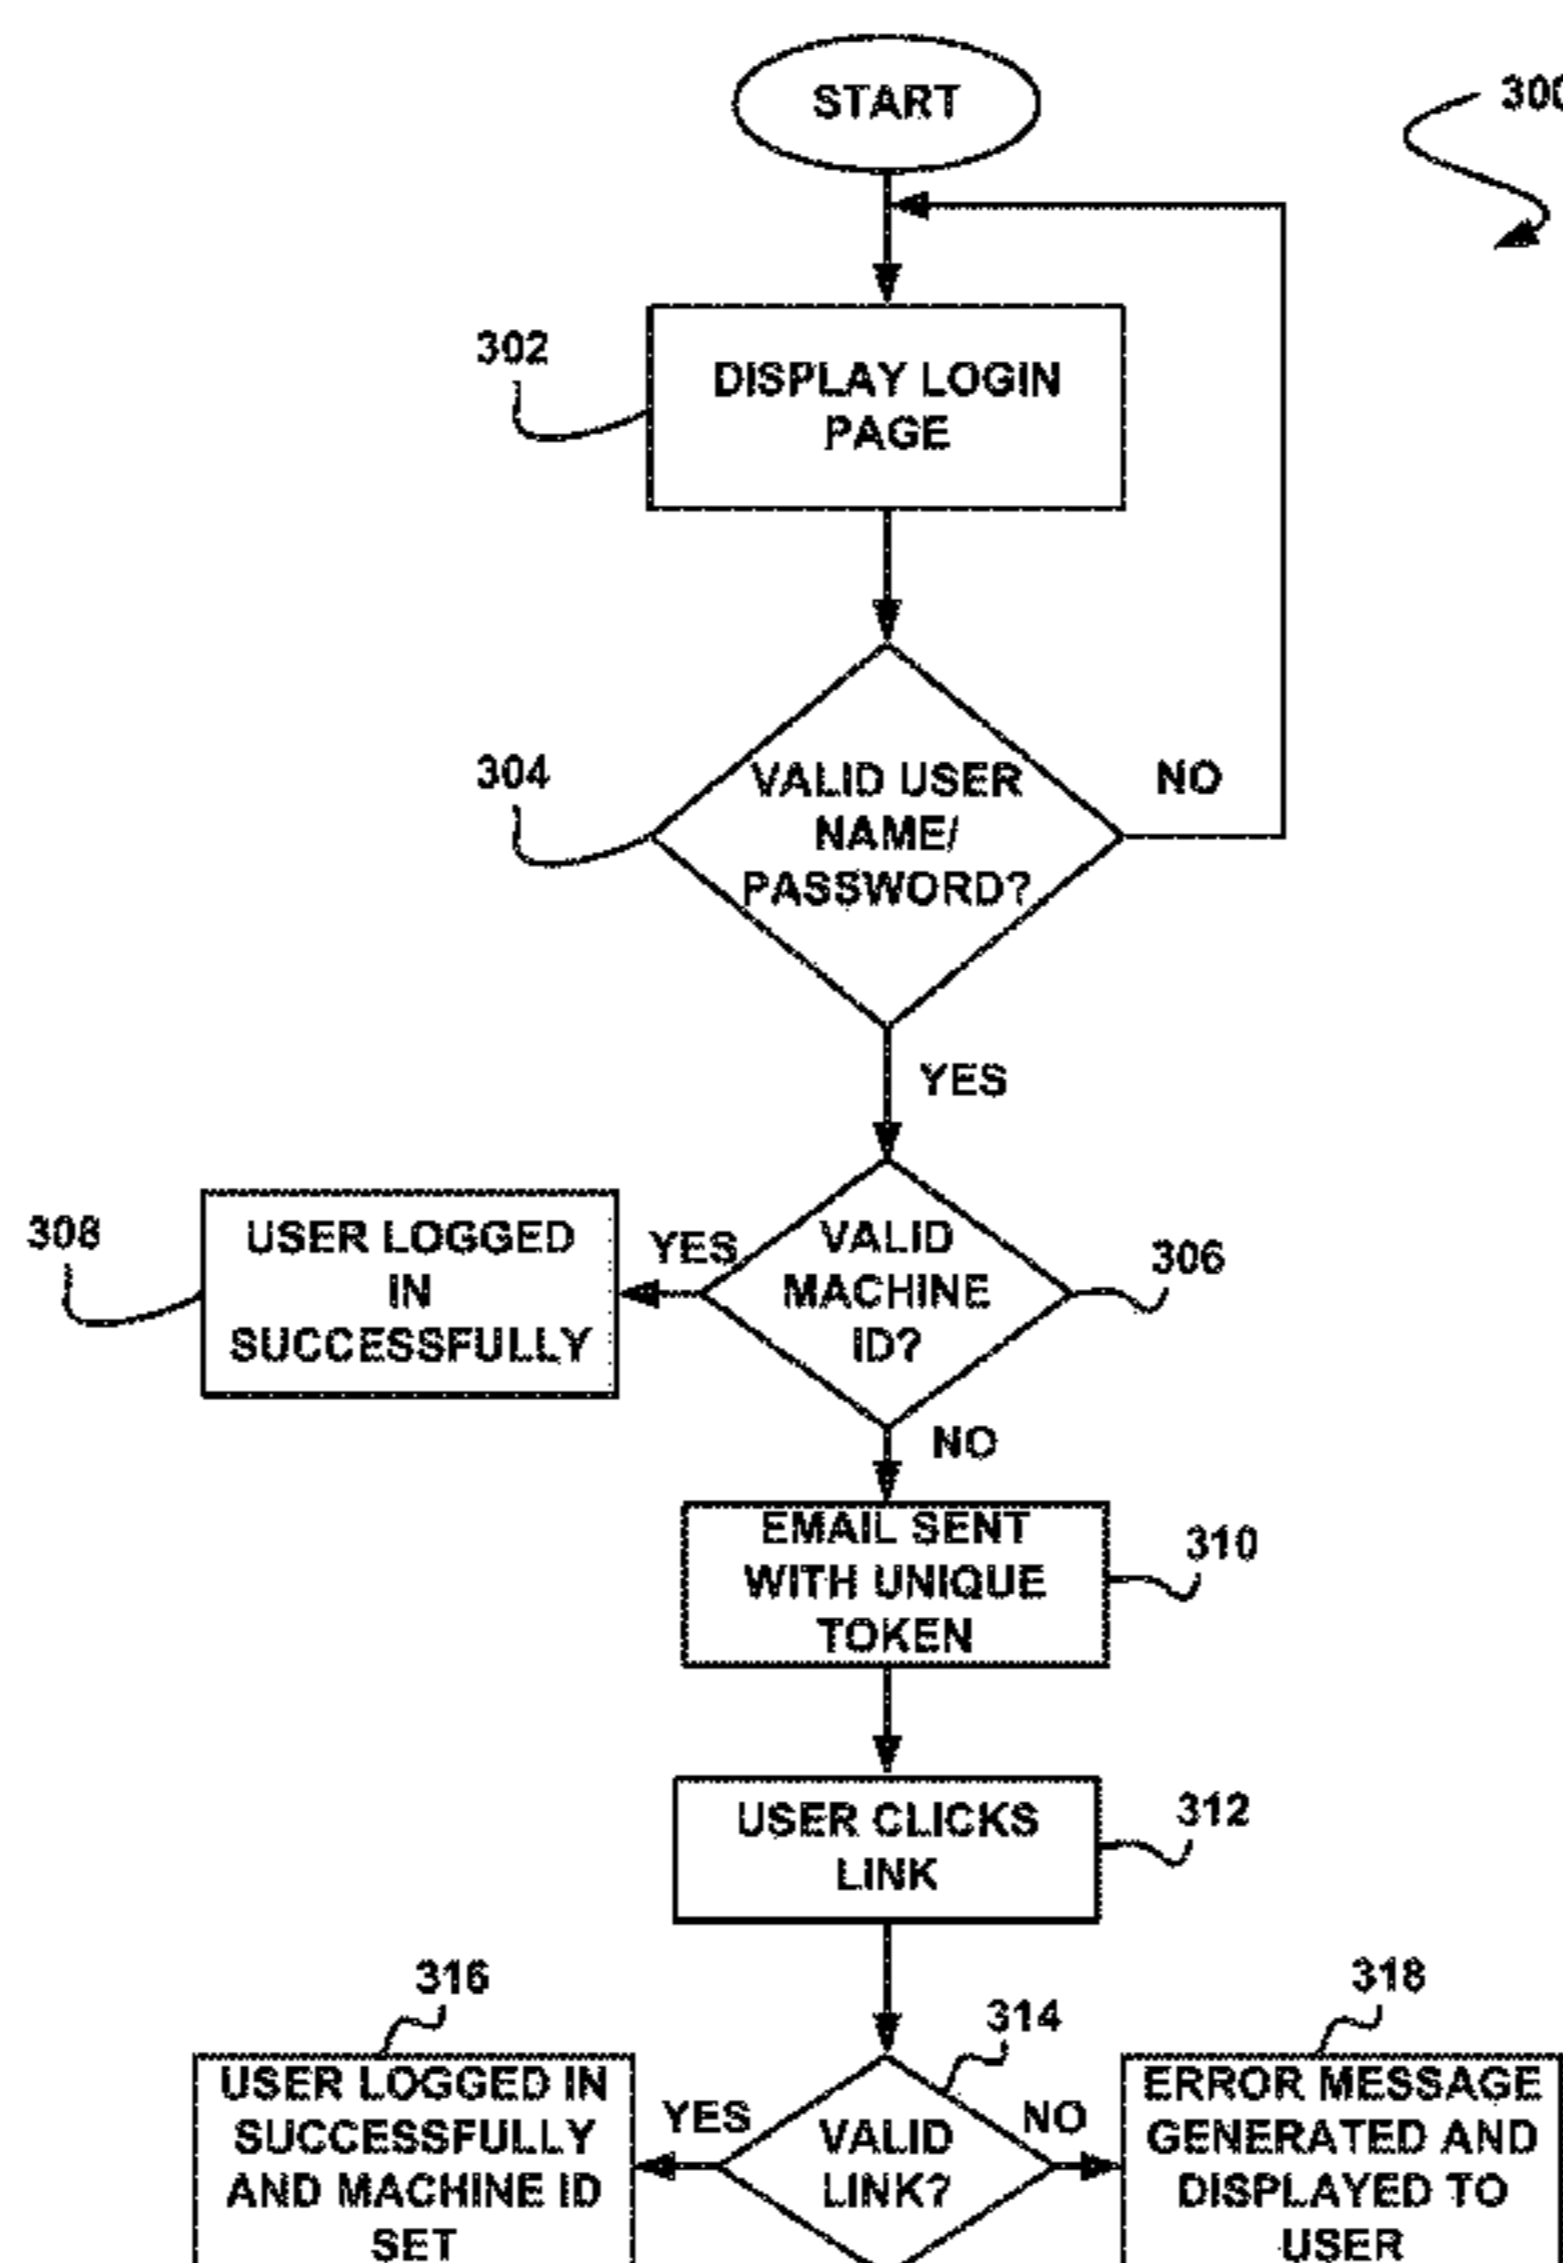 START
300
302
DISPLAY LOGIN
PAGE
304
VALID USER
NAME/
PASSWORD?
NO
YES
308
USER LOGGED
IN
SUCCESSFULLY
YES
VALID
MACHINE
ID?
306
NO
EMAIL SENT
WITH UNIQUE
TOKEN
310
USER CLICKS
LINK
312
316
314
318
USER LOGGED IN
SUCCESSFULLY
AND MACHINE ID
SET
YES
VALID
LINK?
NO
ERROR MESSAGE
GENERATED AND
DISPLAYED TO
USER